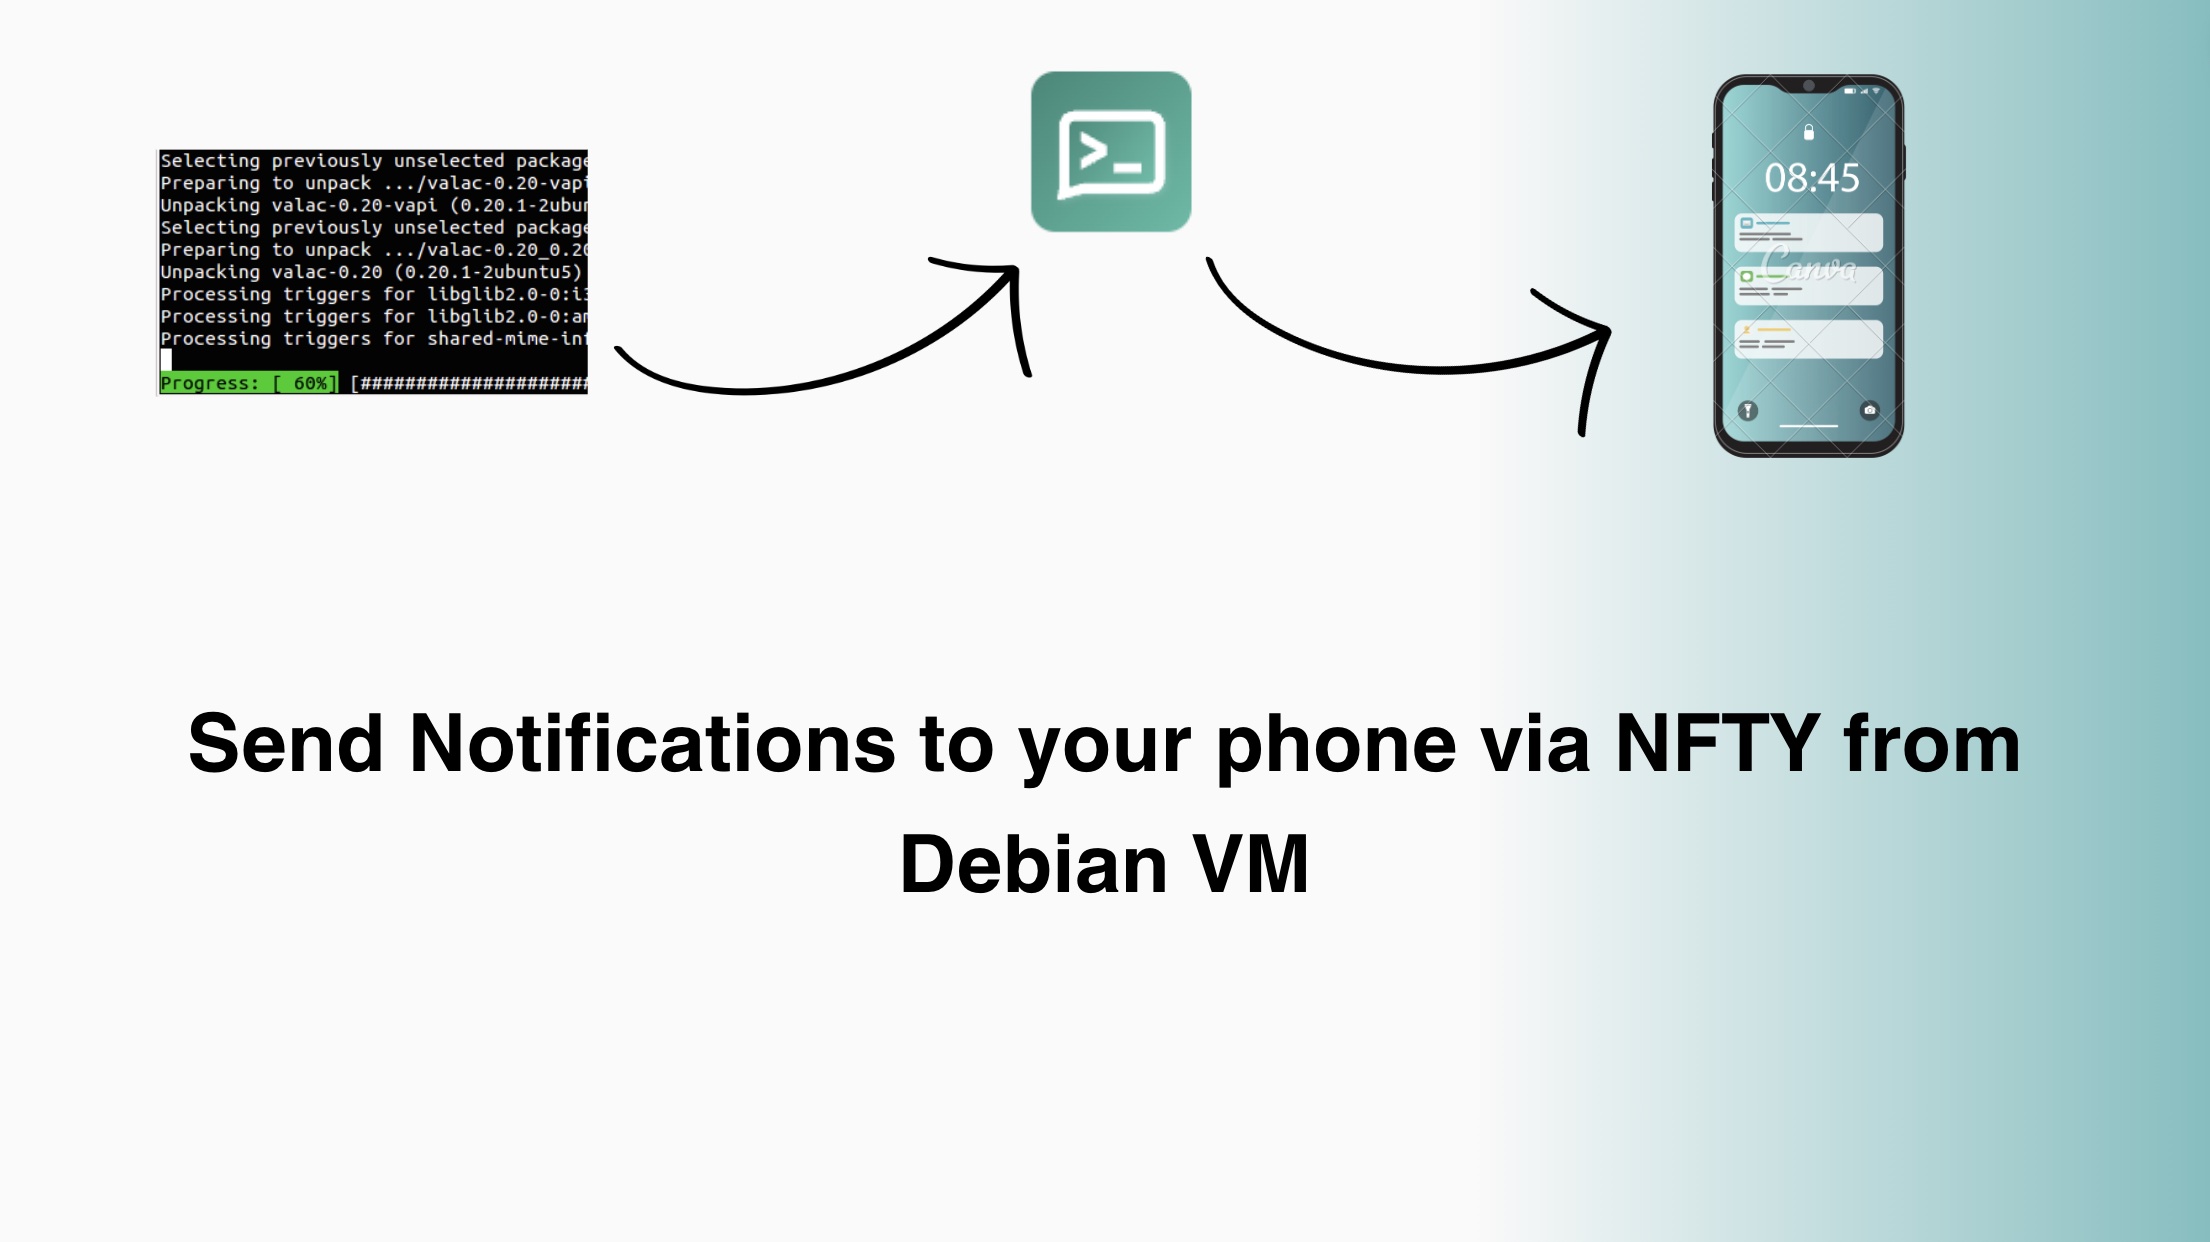 Selecting previously unselected package
Preparing to unpack .../valac-0.20-vapi
Unpacking valac-0.20-vapi (0.20.1-2ubun
Selecting previously unselected package
Preparing to unpack .../valac-0.20_0.20
Unpacking valac-0.20 (0.20.1-2ubuntu5)
Processing triggers for libglib2.0-0:i3
Processing triggers for libglib2.0-0:am
Processing triggers for shared-mime-inf
Progress: [ 60%] [#####################
>_
08:45
Canva
Send Notifications to your phone via NFTY from
Debian VM